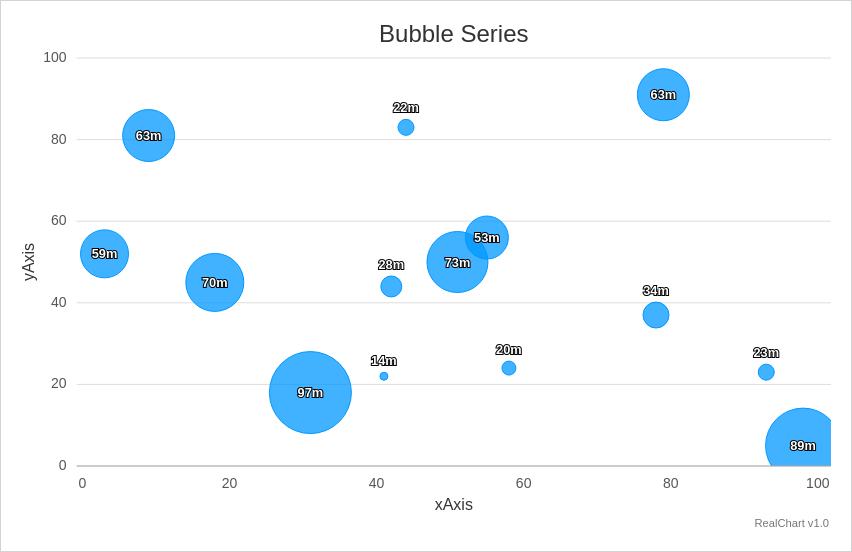 Bubble Series
100
80
60
40
20
0
yAxis
22m
63m
63m
59m
53m
73m
28m
70m
34m
20m
14m
23m
97m
89m
0 20 40 60 80 100
xAxis
RealChart v1.0